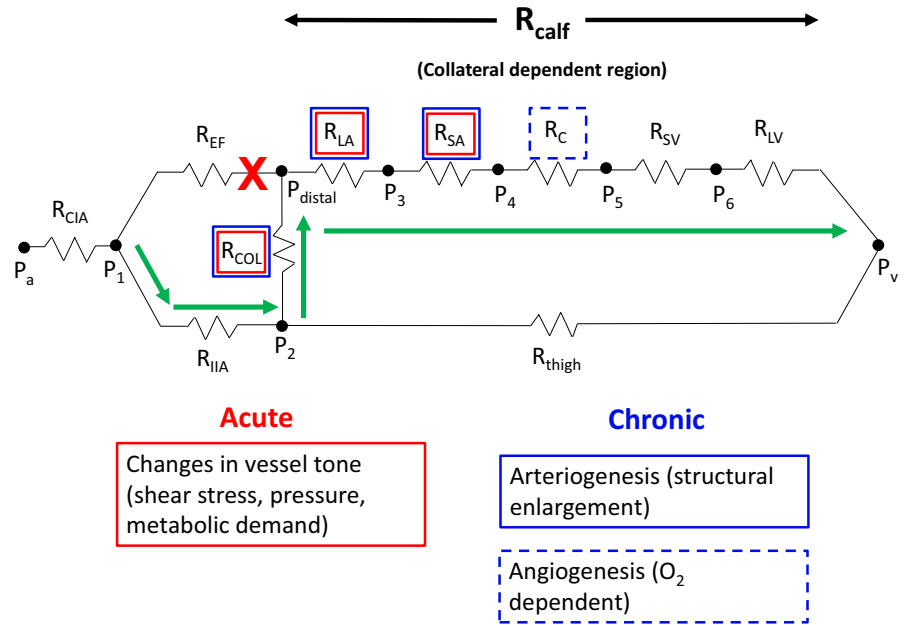 R_calf
(Collateral dependent region)
R_EF
R_LA
R_SA
R_C
R_SV
R_LV
X
P_distal
P_3
P_4
P_5
P_6
R_CIA
P_a
P_1
R_COL
P_v
R_IIA
P_2
R_thigh
Acute
Changes in vessel tone
(shear stress, pressure,
metabolic demand)
Chronic
Arteriogenesis (structural
enlargement)
Angiogenesis (O₂
dependent)